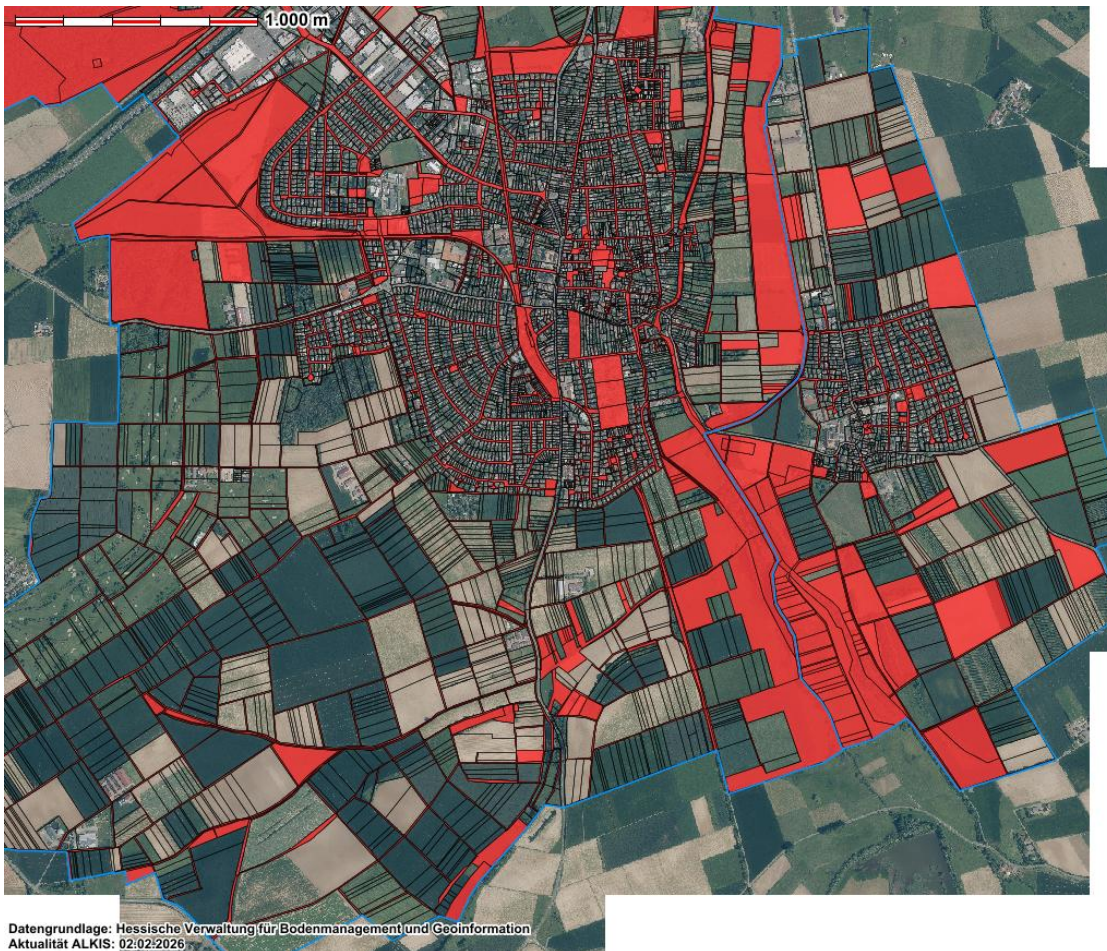 1.000 m
Datengrundlage: Hessische Verwaltung für Bodenmanagement und Geoinformation
Aktualität ALKIS: 02.02.2026